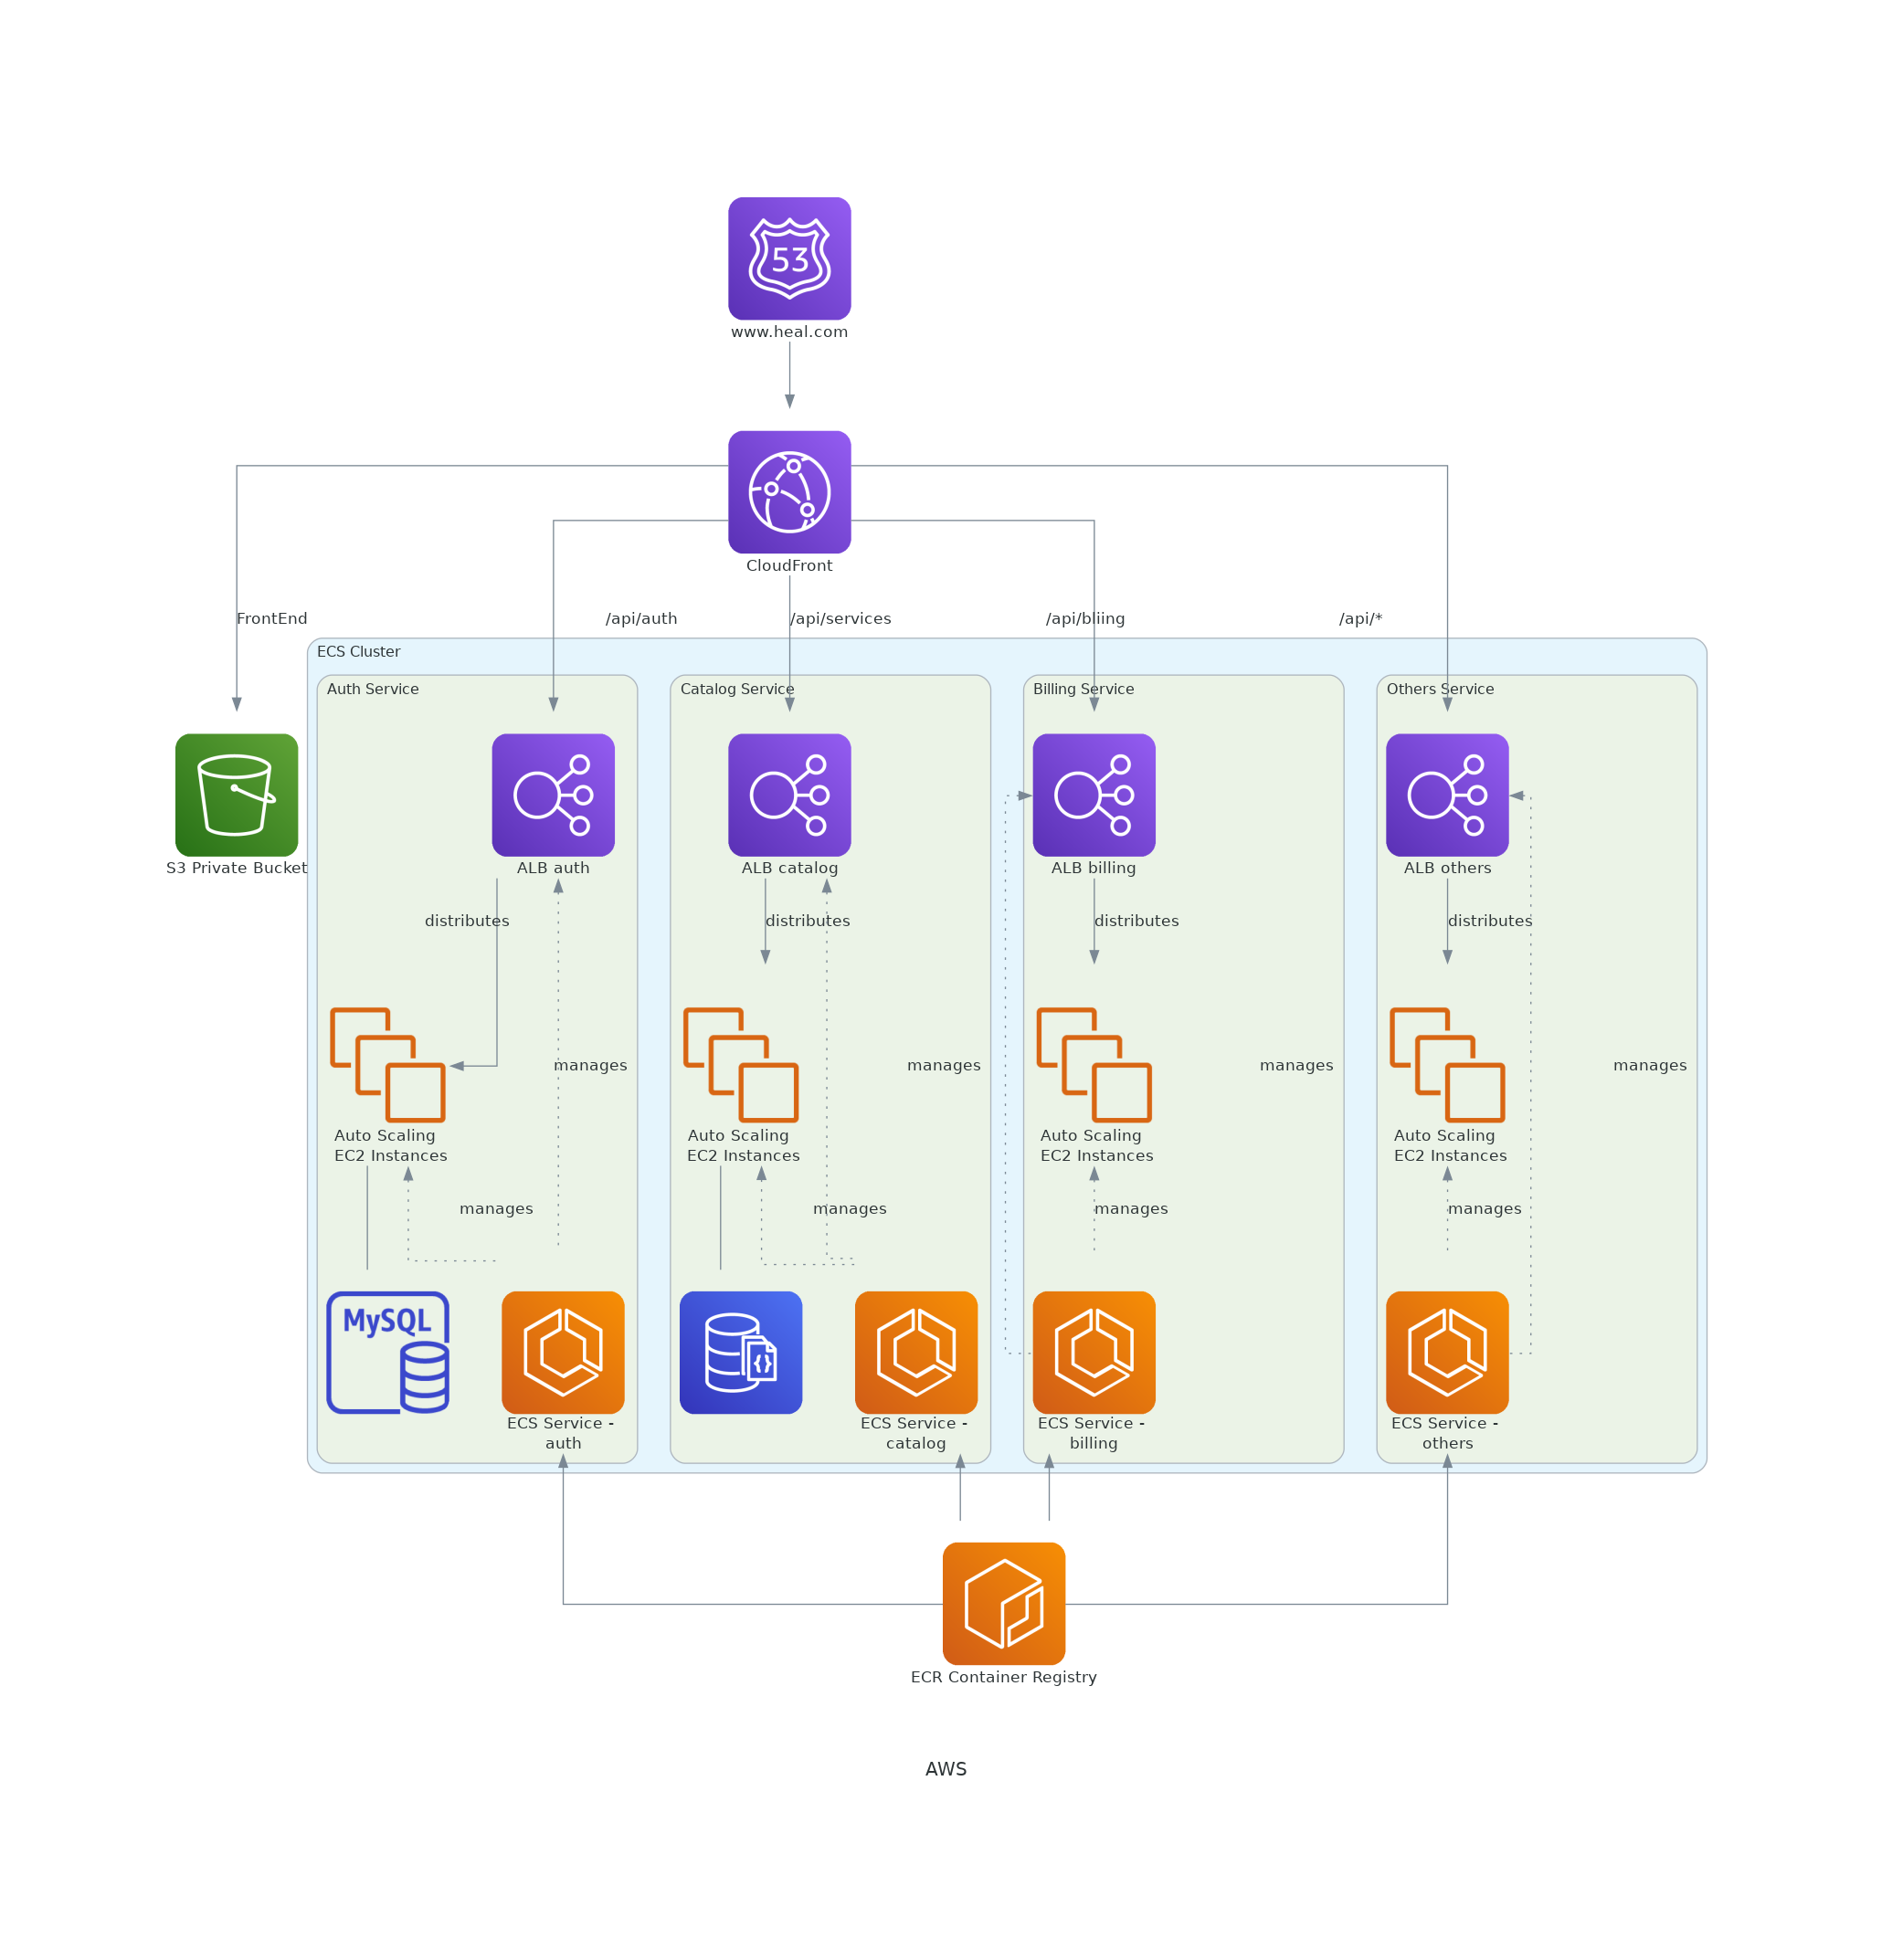 53
www.heal.com
CloudFront
FrontEnd
/api/auth
/api/services
/api/bliing
/api/*
ECS Cluster
Auth Service
Catalog Service
Billing Service
Others Service
S3 Private Bucket
ALB auth
ALB catalog
ALB billing
ALB others
distributes
distributes
distributes
distributes
manages
manages
manages
manages
Auto Scaling
EC2 Instances
Auto Scaling
EC2 Instances
Auto Scaling
EC2 Instances
Auto Scaling
EC2 Instances
manages
manages
manages
manages
MySQL
{}
ECS Service -
auth
ECS Service -
catalog
ECS Service -
billing
ECS Service -
others
ECR Container Registry
AWS